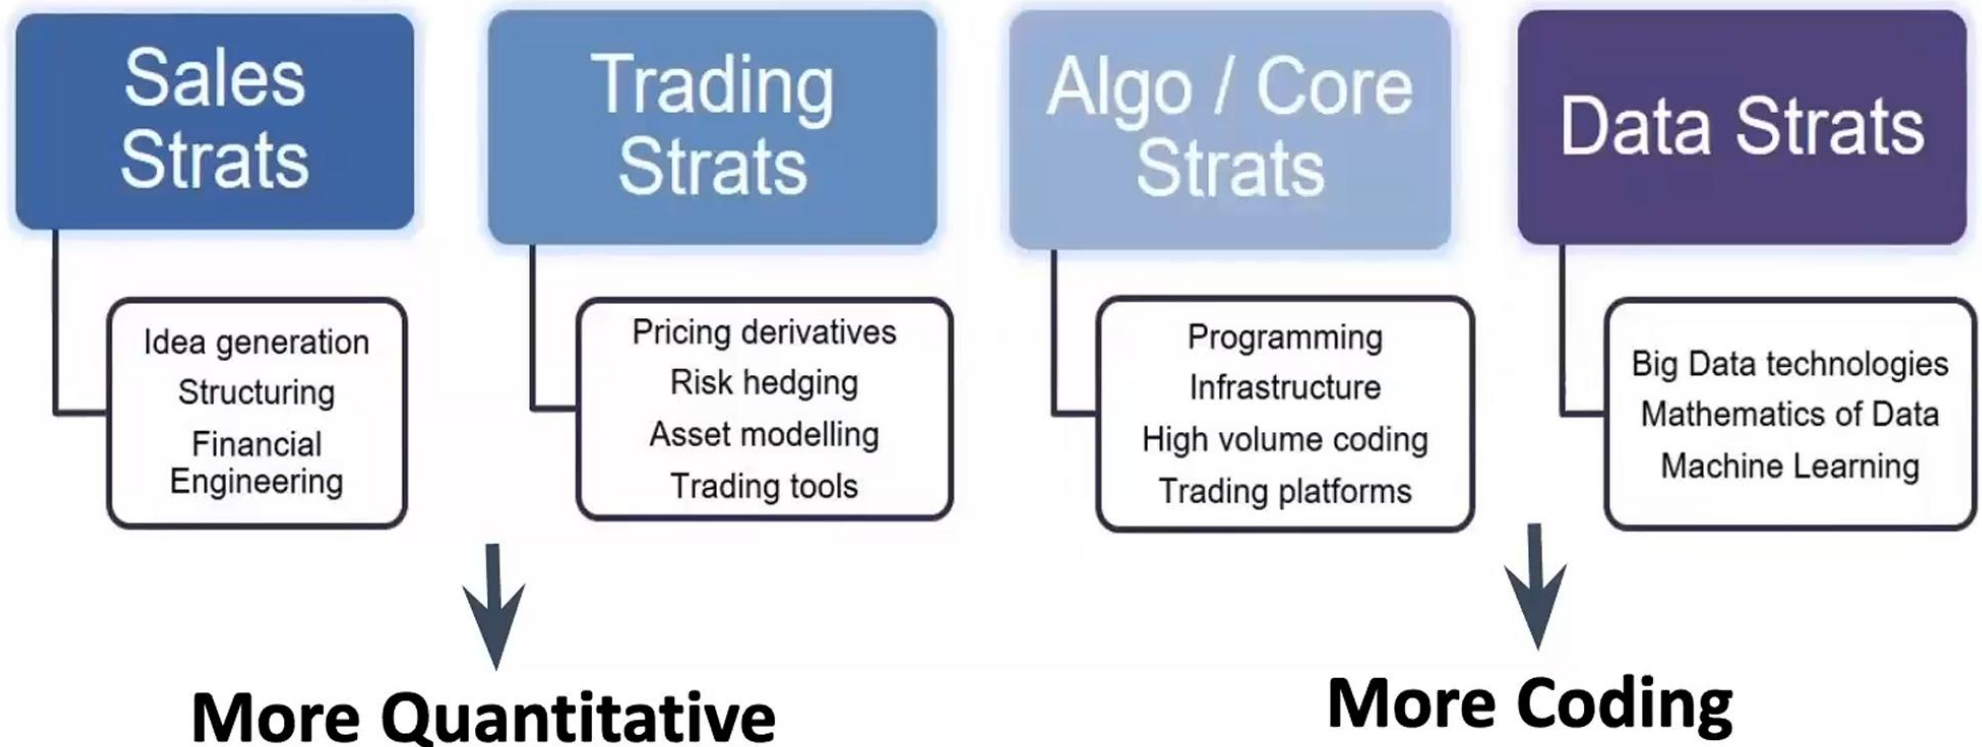 Sales
Strats
Idea generation
Structuring
Financial
Engineering
Trading
Strats
Pricing derivatives
Risk hedging
Asset modelling
Trading tools
Algo / Core
Strats
Programming
Infrastructure
High volume coding
Trading platforms
Data Strats
Big Data technologies
Mathematics of Data
Machine Learning
More Quantitative
More Coding